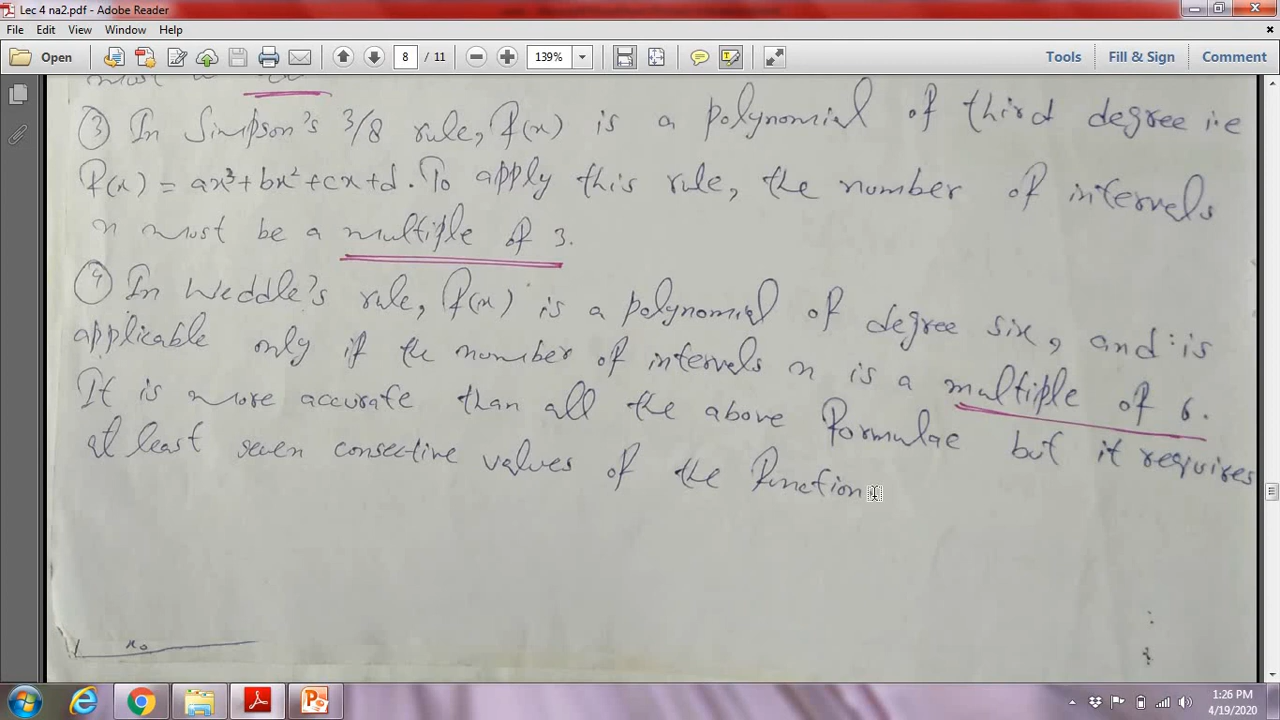 Lec 4 na2.pdf - Adobe Reader
File Edit View Window Help
Open 8 / 11 139% Tools Fill & Sign Comment
③ In Simpson's 3/8 rule, f(x) is a polynomial of third degree i.e
f(x) = ax³+bx²+cx+d. To apply this rule, the number of intervels
n must be a multiple of 3.
④ In Weddle's rule, f(x) is a polynomial of degree six, and is
applicable only if the number of intervels n is a multiple of 6.
It is more accurate than all the above formulae but it requires
at least seven consective values of the function
x₀
1:26 PM
4/19/2020